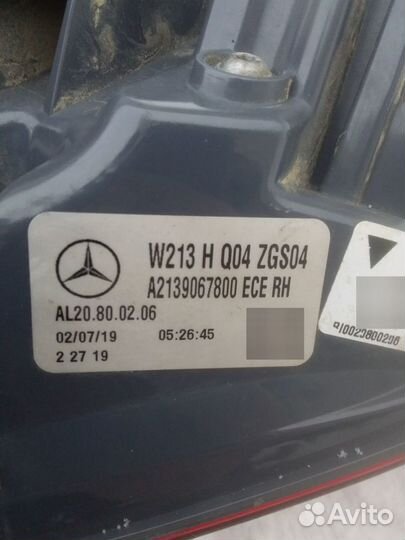 W213 H Q04 ZGS04
A2139067800 ECE RH
AL20.80.02.06
02/07/19 05:26:45
2 27 19
Avito